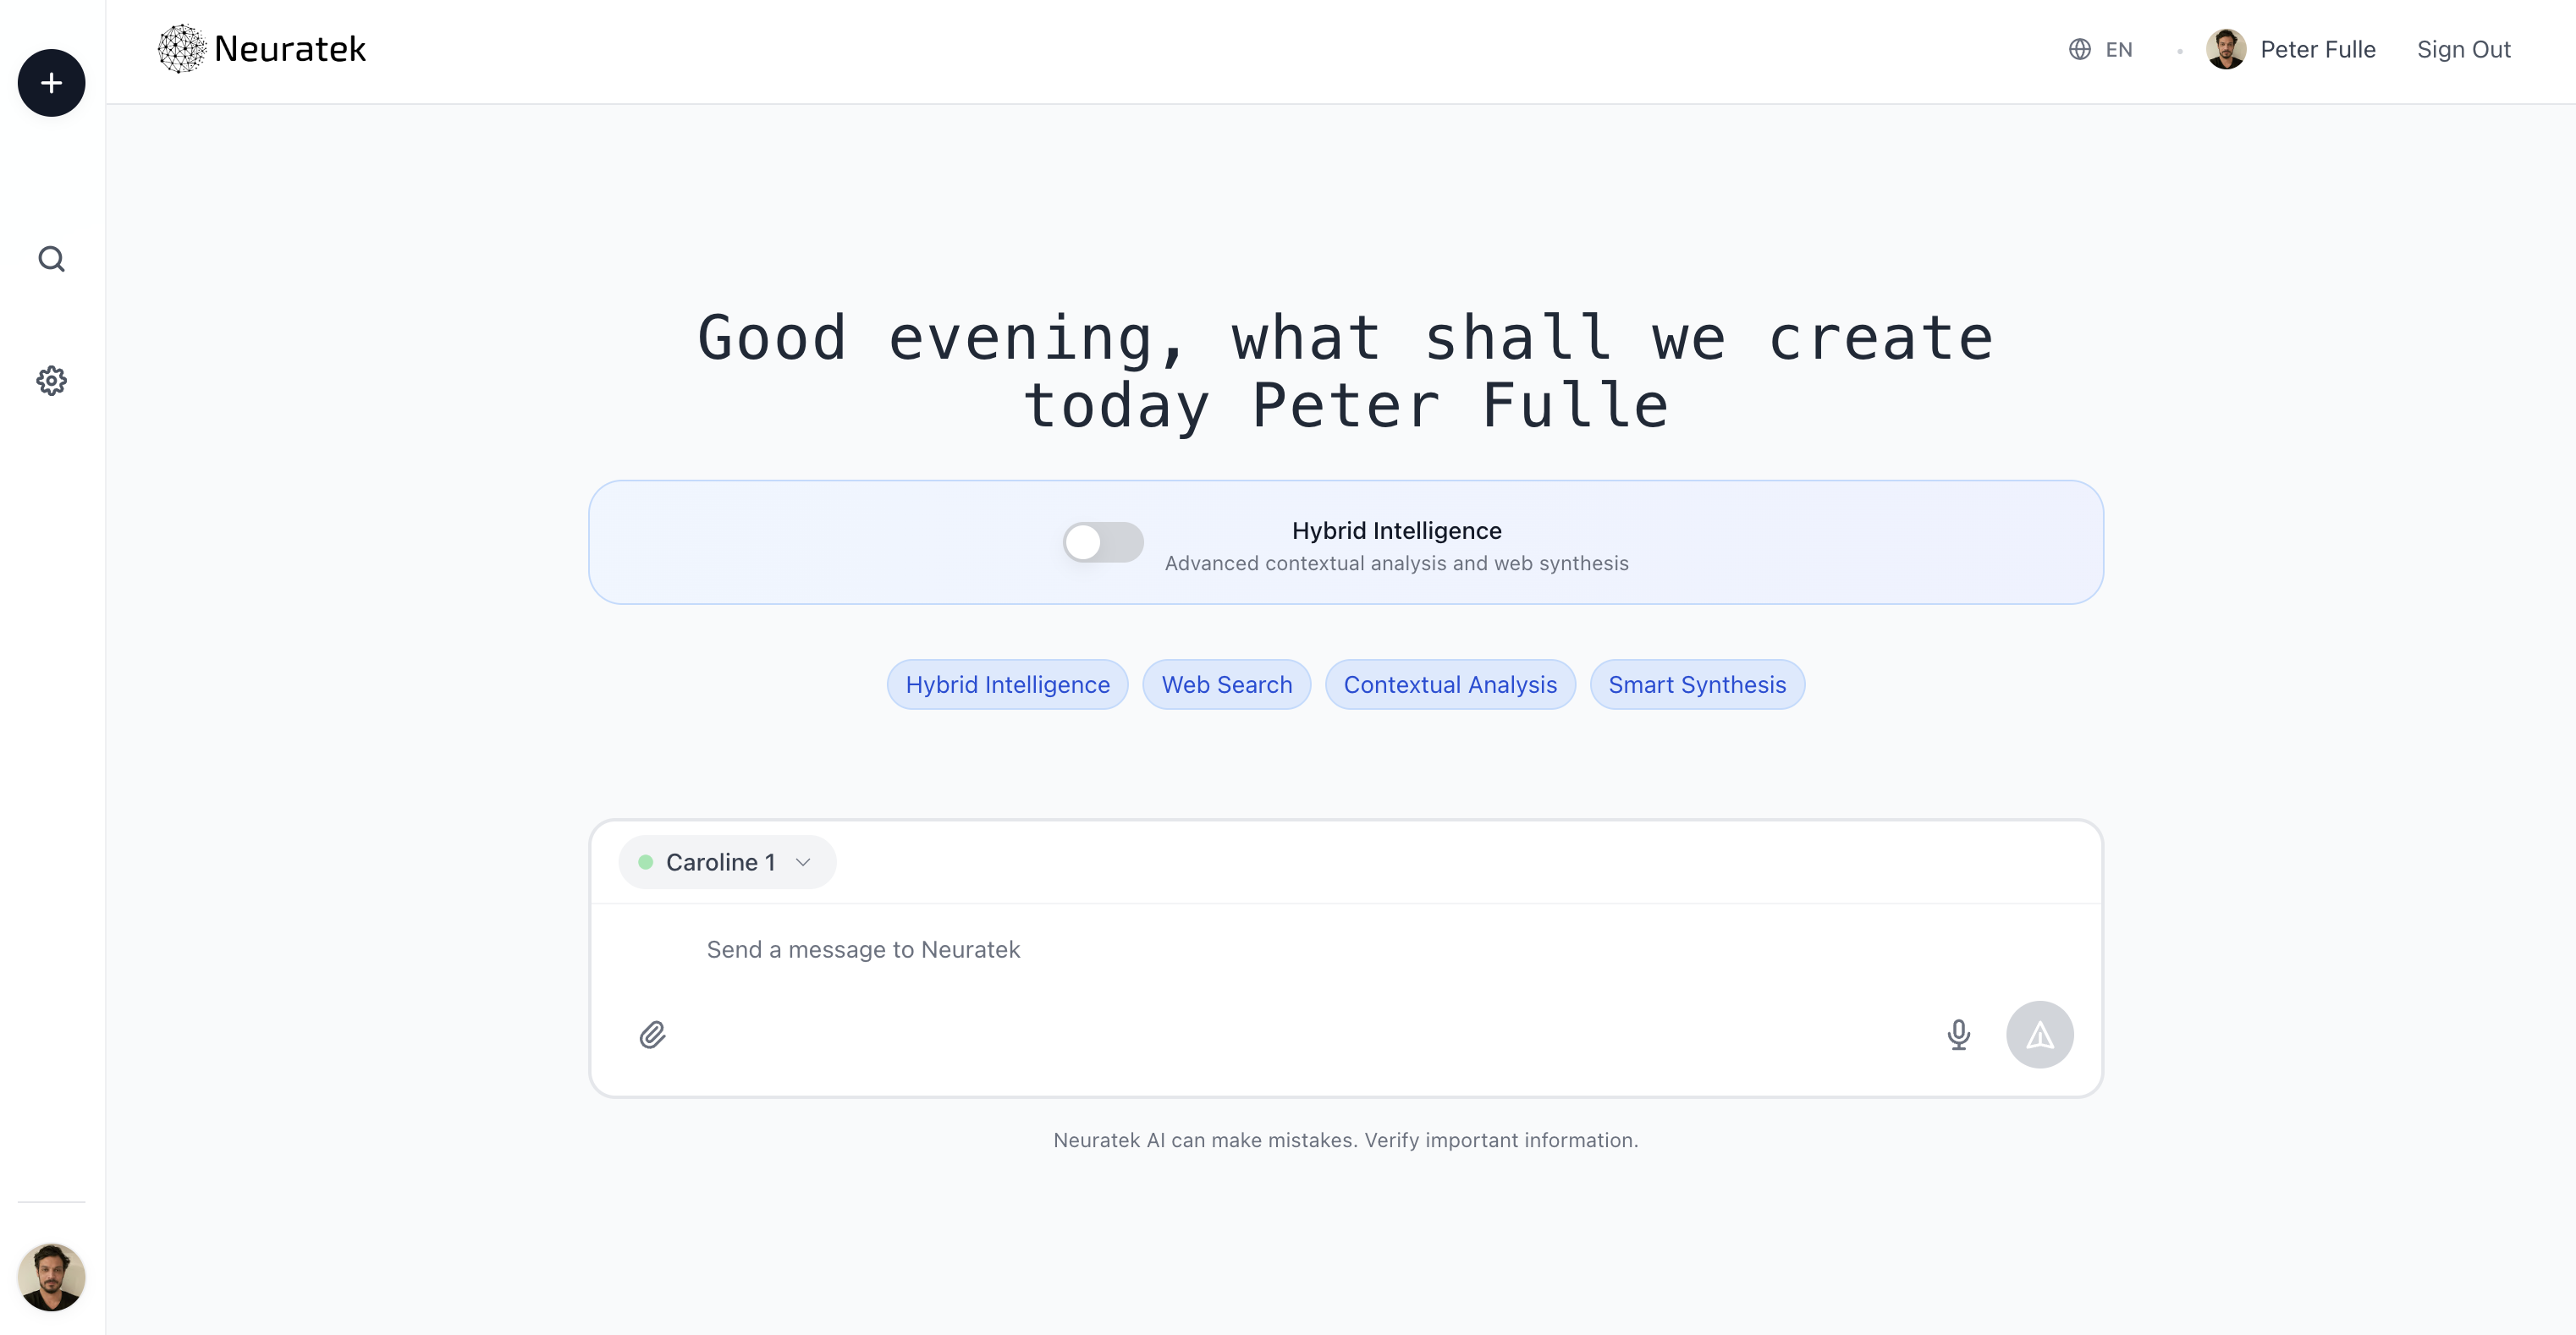 Neuratek
EN
Peter Fulle
Sign Out
Good evening, what shall we create
today Peter Fulle
Hybrid Intelligence
Advanced contextual analysis and web synthesis
Hybrid Intelligence
Web Search
Contextual Analysis
Smart Synthesis
Caroline 1
Send a message to Neuratek
Neuratek AI can make mistakes. Verify important information.